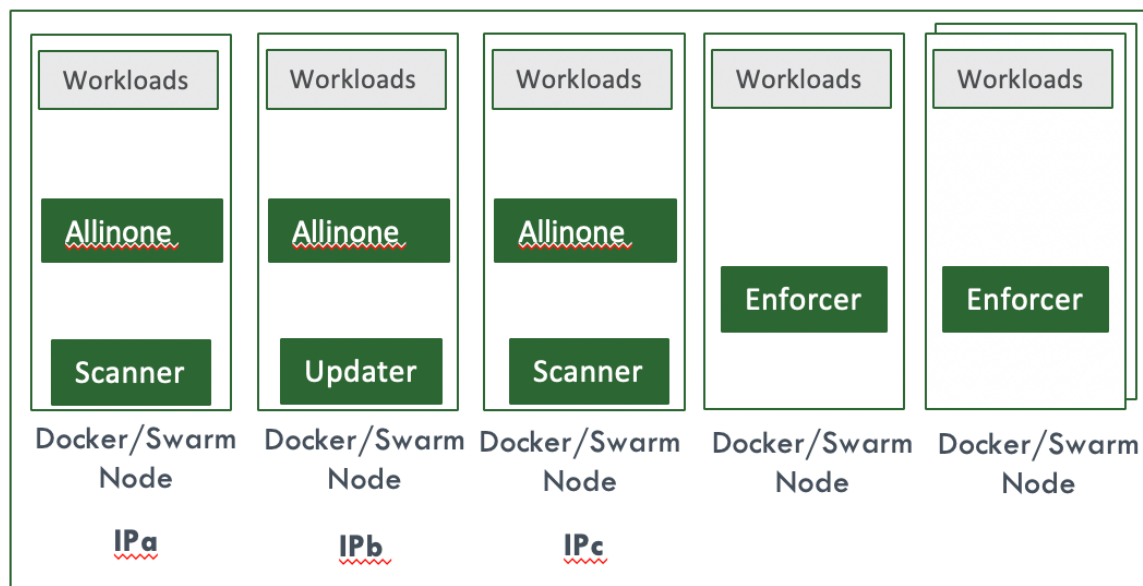 Workloads
Workloads
Workloads
Workloads
Workloads
Allinone
Allinone
Allinone
Enforcer
Enforcer
Scanner
Updater
Scanner
Docker/Swarm
Node
Docker/Swarm
Node
Docker/Swarm
Node
Docker/Swarm
Node
Docker/Swarm
Node
IPa
IPb
IPc